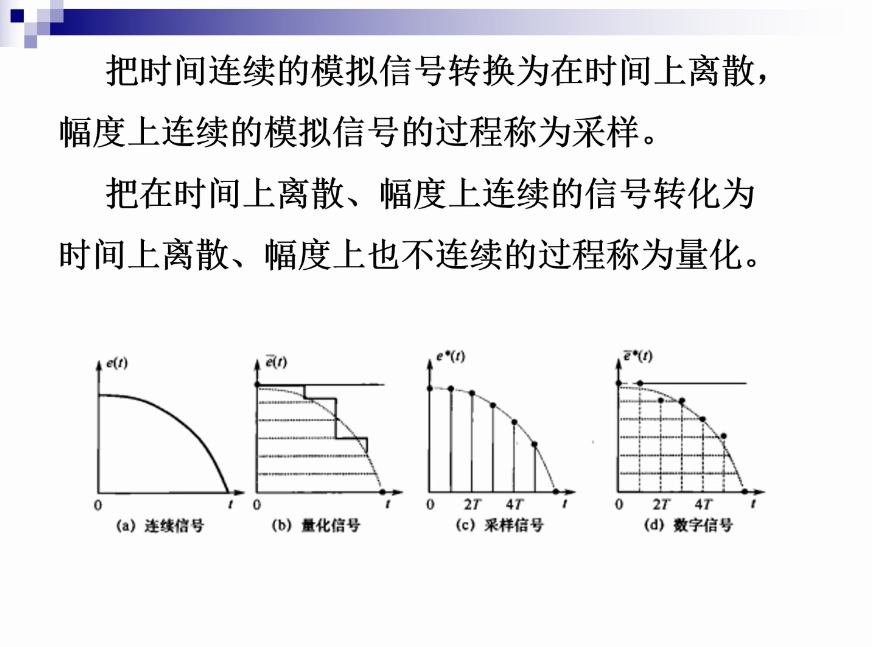 把时间连续的模拟信号转换为在时间上离散，
幅度上连续的模拟信号的过程称为采样。
把在时间上离散、幅度上连续的信号转化为
时间上离散、幅度上也不连续的过程称为量化。
e(t)
0
t
(a) 连续信号
e̅(t)
0
t
(b) 量化信号
e*(t)
0 2T 4T t
(c) 采样信号
e̅*(t)
0 2T 4T t
(d) 数字信号